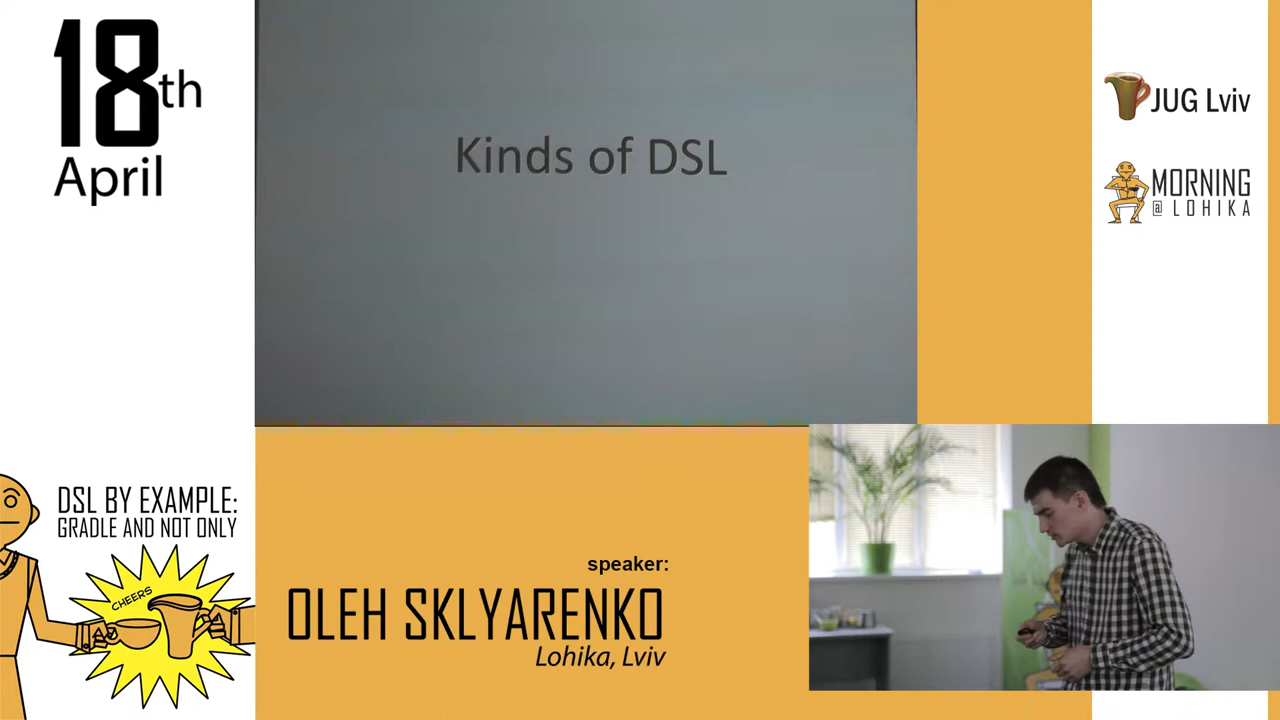 18th
April
Kinds of DSL
JUG Lviv
MORNING
@ LOHIKA
DSL BY EXAMPLE:
GRADLE AND NOT ONLY
CHEERS
speaker:
OLEH SKLYARENKO
Lohika, Lviv